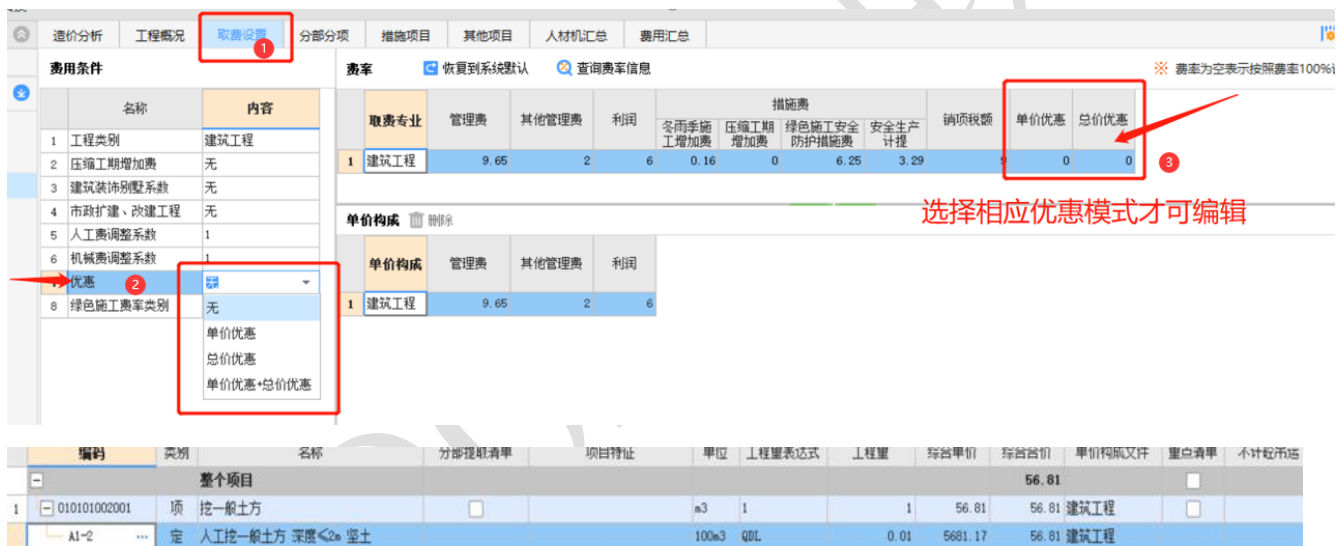 造价分析 工程概况 取费设置 分部分项 措施项目 其他项目 人材机汇总 费用汇总
1
费用条件
费率 恢复到系统默认 查询费率信息 ※ 费率为空表示按照费率100%
名称 内容
1 工程类别 建筑工程
2 压缩工期增加费 无
3 建筑装饰别墅系数 无
4 市政扩建、改建工程 无
5 人工费调整系数 1
6 机械费调整系数 1
优惠 2 无
8 绿色施工费率类别
无
单价优惠
总价优惠
单价优惠+总价优惠
取费专业 管理费 其他管理费 利润 措施费 销项税额 单价优惠 总价优惠
冬雨季施工增加费 压缩工期增加费 绿色施工安全防护措施费 安全生产计提
1 建筑工程 9.65 2 6 0.16 0 6.25 3.29 9 0 0
3
选择相应优惠模式才可编辑
单价构成 删除
单价构成 管理费 其他管理费 利润
1 建筑工程 9.65 2 6
编码 类别 名称 分部提取清单 项目特征 单位 工程量表达式 工程量 综合单价 综合合价 单价构成文件 重点清单 不计砼吊运
整个项目 56.81
1 010101002001 项 挖一般土方 m3 1 1 56.81 56.81 建筑工程
A1-2 ··· 定 人工挖一般土方 深度≤2m 坚土 100m3 QDL 0.01 5681.17 56.81 建筑工程